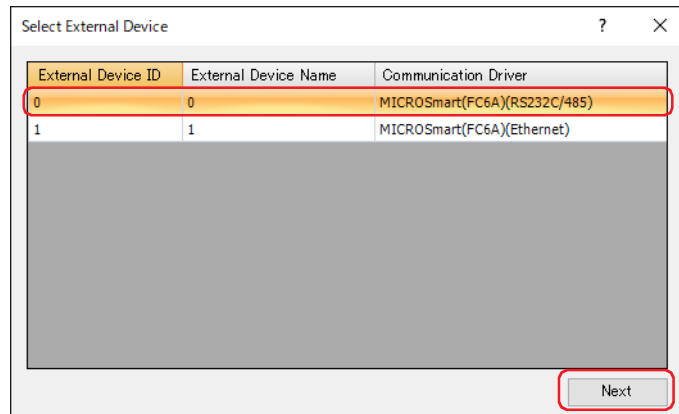 Select External Device ? ×
External Device ID External Device Name Communication Driver
0 0 MICROSmart(FC6A)(RS232C/485)
1 1 MICROSmart(FC6A)(Ethernet)
Next